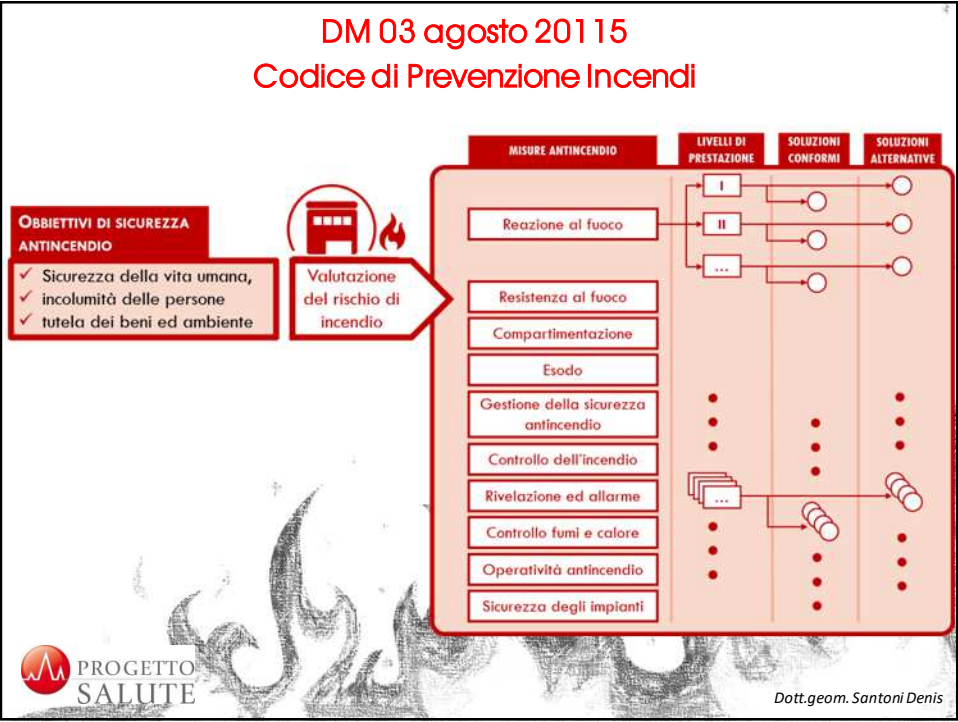 DM 03 agosto 20115
Codice di Prevenzione Incendi
MISURE ANTINCENDIO
LIVELLI DI
PRESTAZIONE
SOLUZIONI
CONFORMI
SOLUZIONI
ALTERNATIVE
OBBIETTIVI DI SICUREZZA
ANTINCENDIO
✓ Sicurezza della vita umana,
✓ incolumità delle persone
✓ tutela dei beni ed ambiente
Valutazione
del rischio di
incendio
Reazione al fuoco
I
II
...
Resistenza al fuoco
Compartimentazione
Esodo
Gestione della sicurezza
antincendio
Controllo dell'incendio
Rivelazione ed allarme
...
Controllo fumi e calore
Operatività antincendio
Sicurezza degli impianti
PROGETTO
SALUTE
Dott.geom. Santoni Denis